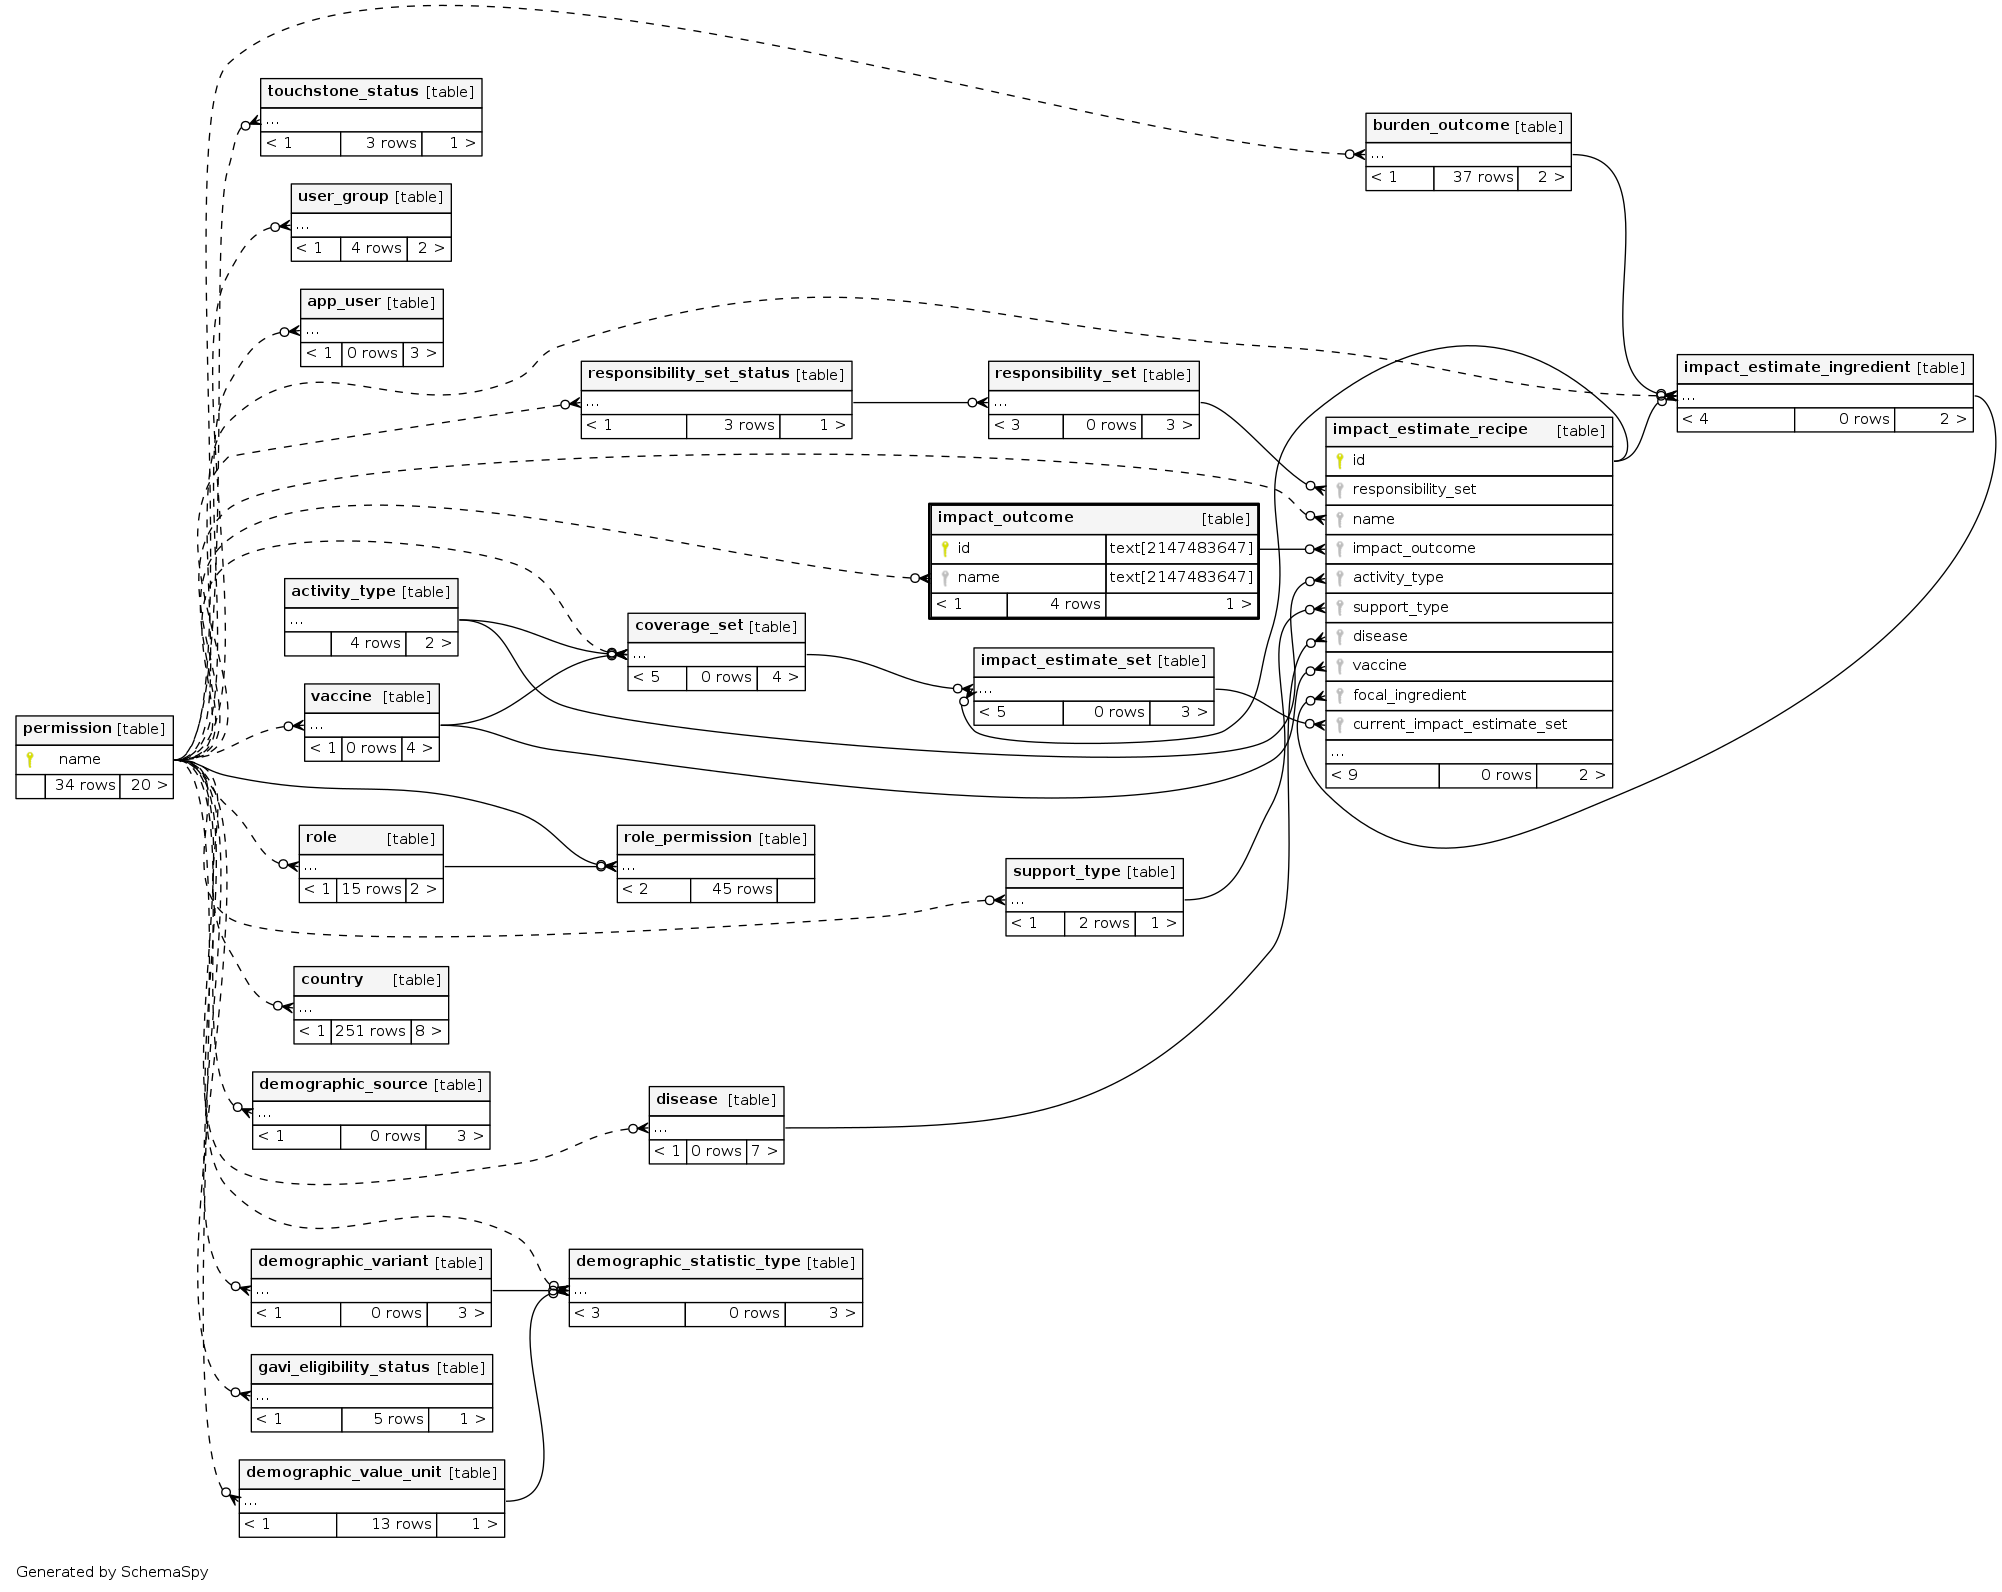 touchstone_status [table]
...
< 1 3 rows 1 >
burden_outcome [table]
...
< 1 37 rows 2 >
user_group [table]
...
< 1 4 rows 2 >
app_user [table]
...
< 1 0 rows 3 >
responsibility_set_status [table]
...
< 1 3 rows 1 >
responsibility_set [table]
...
< 3 0 rows 3 >
impact_estimate_ingredient [table]
...
< 4 0 rows 2 >
impact_estimate_recipe [table]
id
responsibility_set
name
impact_outcome
activity_type
support_type
disease
vaccine
focal_ingredient
current_impact_estimate_set
...
< 9 0 rows 2 >
impact_outcome [table]
id text[2147483647]
name text[2147483647]
< 1 4 rows 1 >
activity_type [table]
...
4 rows 2 >
coverage_set [table]
...
< 5 0 rows 4 >
impact_estimate_set [table]
...
< 5 0 rows 3 >
vaccine [table]
...
< 1 0 rows 4 >
permission [table]
name
34 rows 20 >
role [table]
...
< 1 15 rows 2 >
role_permission [table]
...
< 2 45 rows
support_type [table]
...
< 1 2 rows 1 >
country [table]
...
< 1 251 rows 8 >
demographic_source [table]
...
< 1 0 rows 3 >
disease [table]
...
< 1 0 rows 7 >
demographic_variant [table]
...
< 1 0 rows 3 >
demographic_statistic_type [table]
...
< 3 0 rows 3 >
gavi_eligibility_status [table]
...
< 1 5 rows 1 >
demographic_value_unit [table]
...
< 1 13 rows 1 >
Generated by SchemaSpy